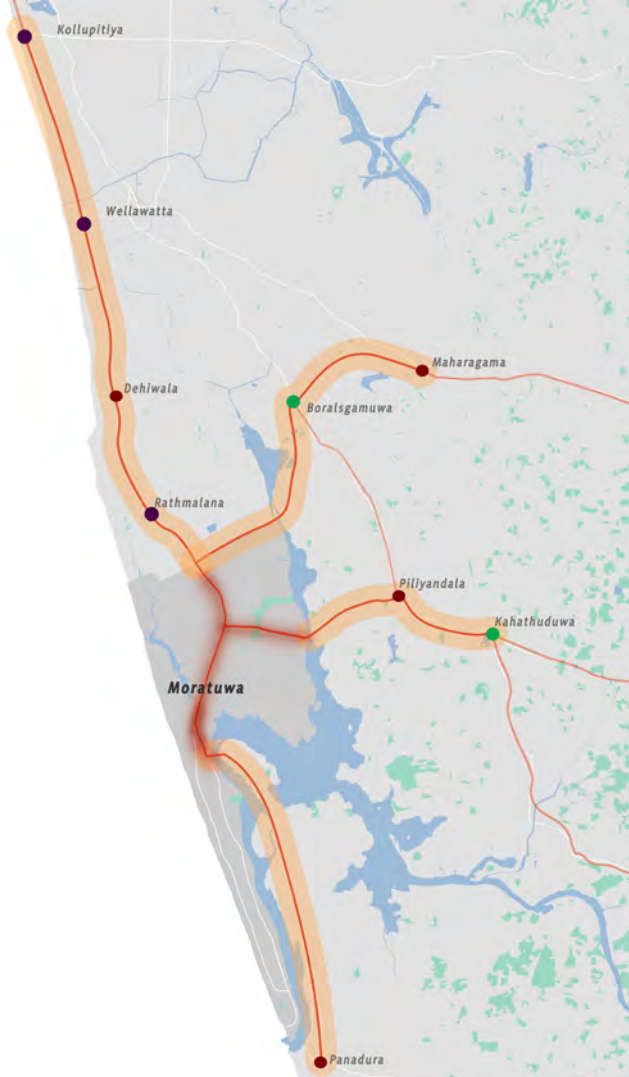 Kollupitiya
Wellawatta
Maharagama
Dehiwala
Boralsgamuwa
Rathmalana
Piliyandala
Kahathuduwa
Moratuwa
Panadura